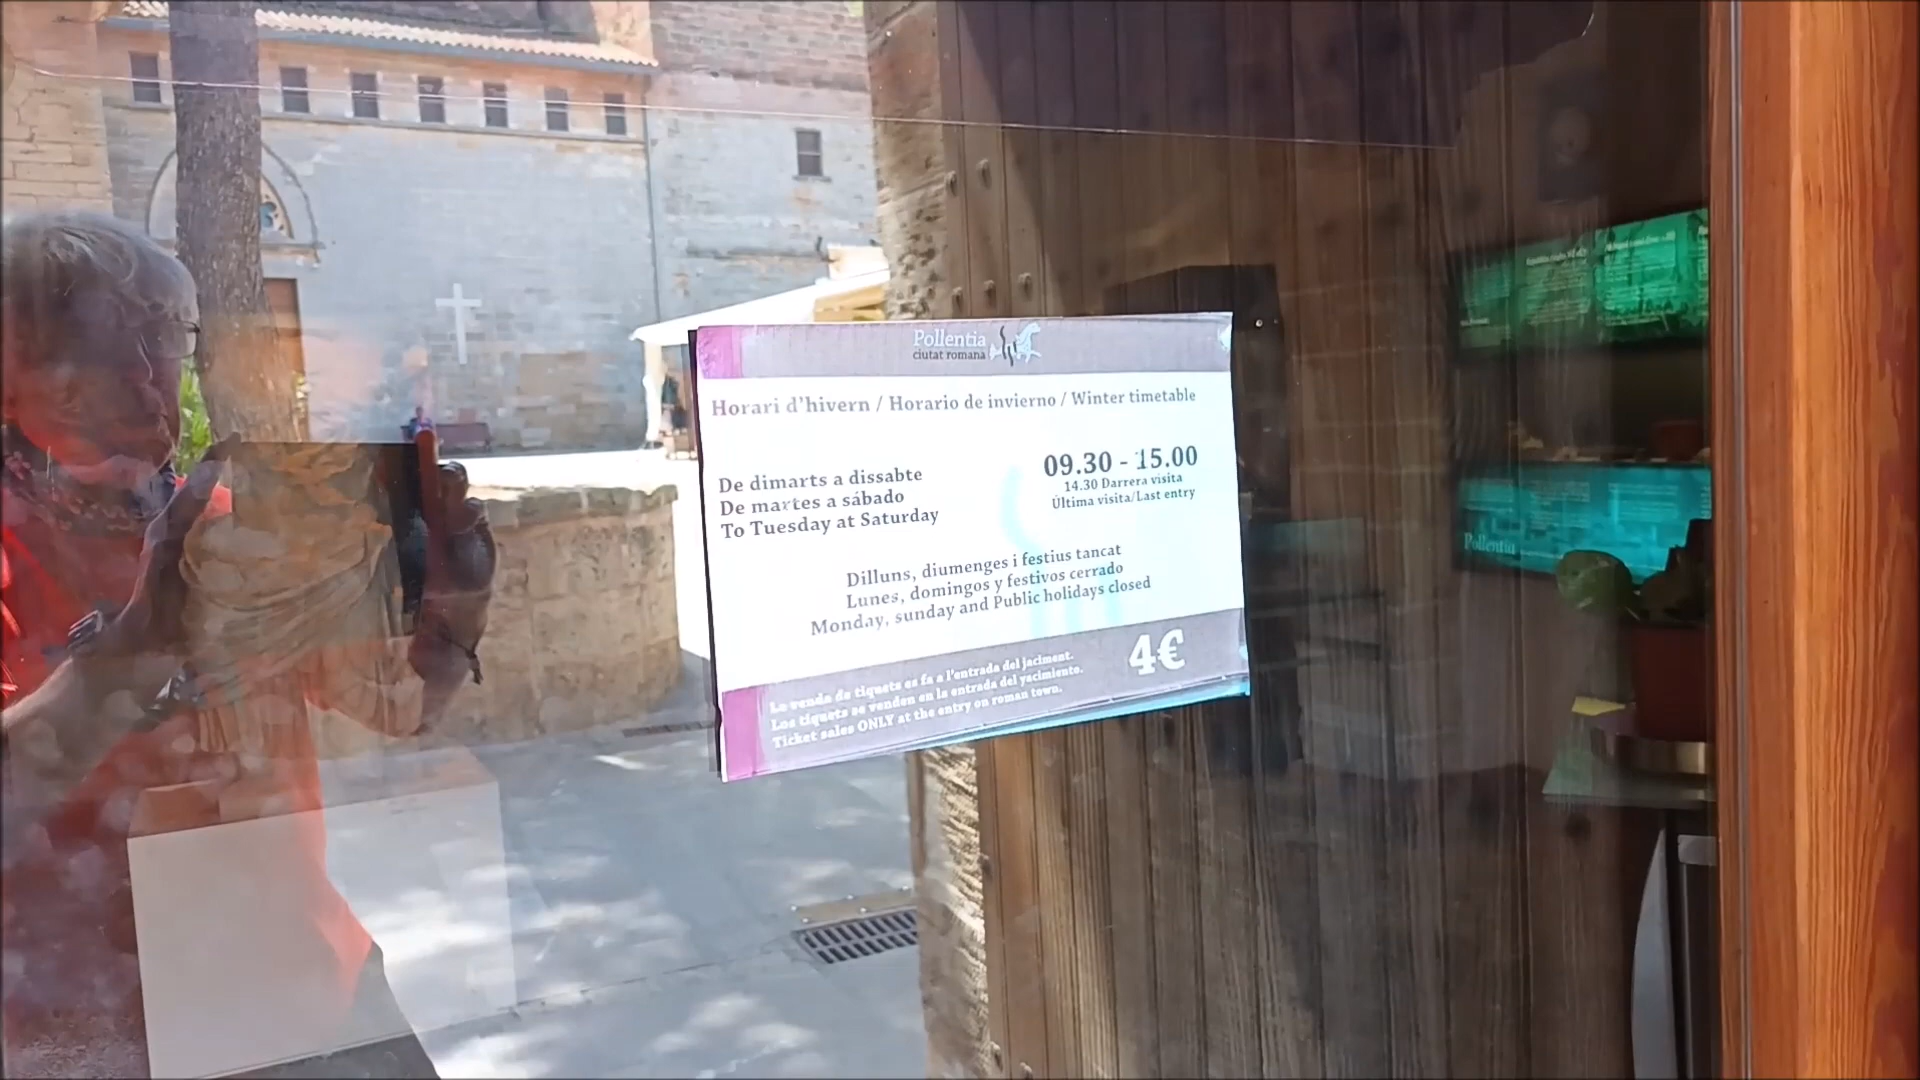 Pollentia
ciutat romana
Horari d'hivern / Horario de invierno / Winter timetable
De dimarts a dissabte
De martes a sábado
To Tuesday at Saturday
09.30 - 15.00
14.30 Darrera visita
Última visita/Last entry
Dilluns, diumenges i festius tancat
Lunes, domingos y festivos cerrado
Monday, sunday and Public holidays closed
La venda de tiquets es fa a l'entrada del jaciment.
Los tiquets se venden en la entrada del yacimiento.
Ticket sales ONLY at the entry on roman town.
4€
Pollentia